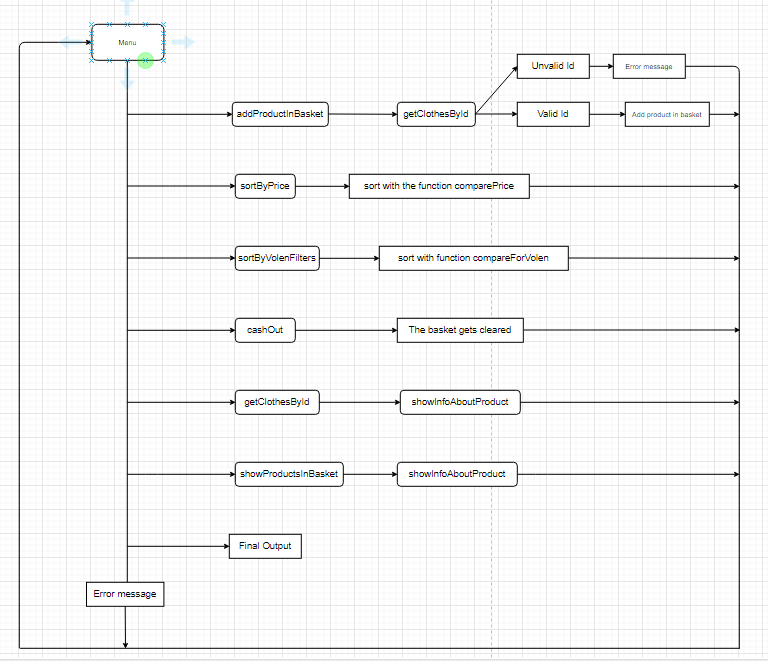 Menu
Unvalid Id
Error message
addProductInBasket
getClothesById
Valid Id
Add product in basket
sortByPrice
sort with the function comparePrice
sortByVolenFilters
sort with function compareForVolen
cashOut
The basket gets cleared
getClothesById
showInfoAboutProduct
showProductsInBasket
showInfoAboutProduct
Final Output
Error message